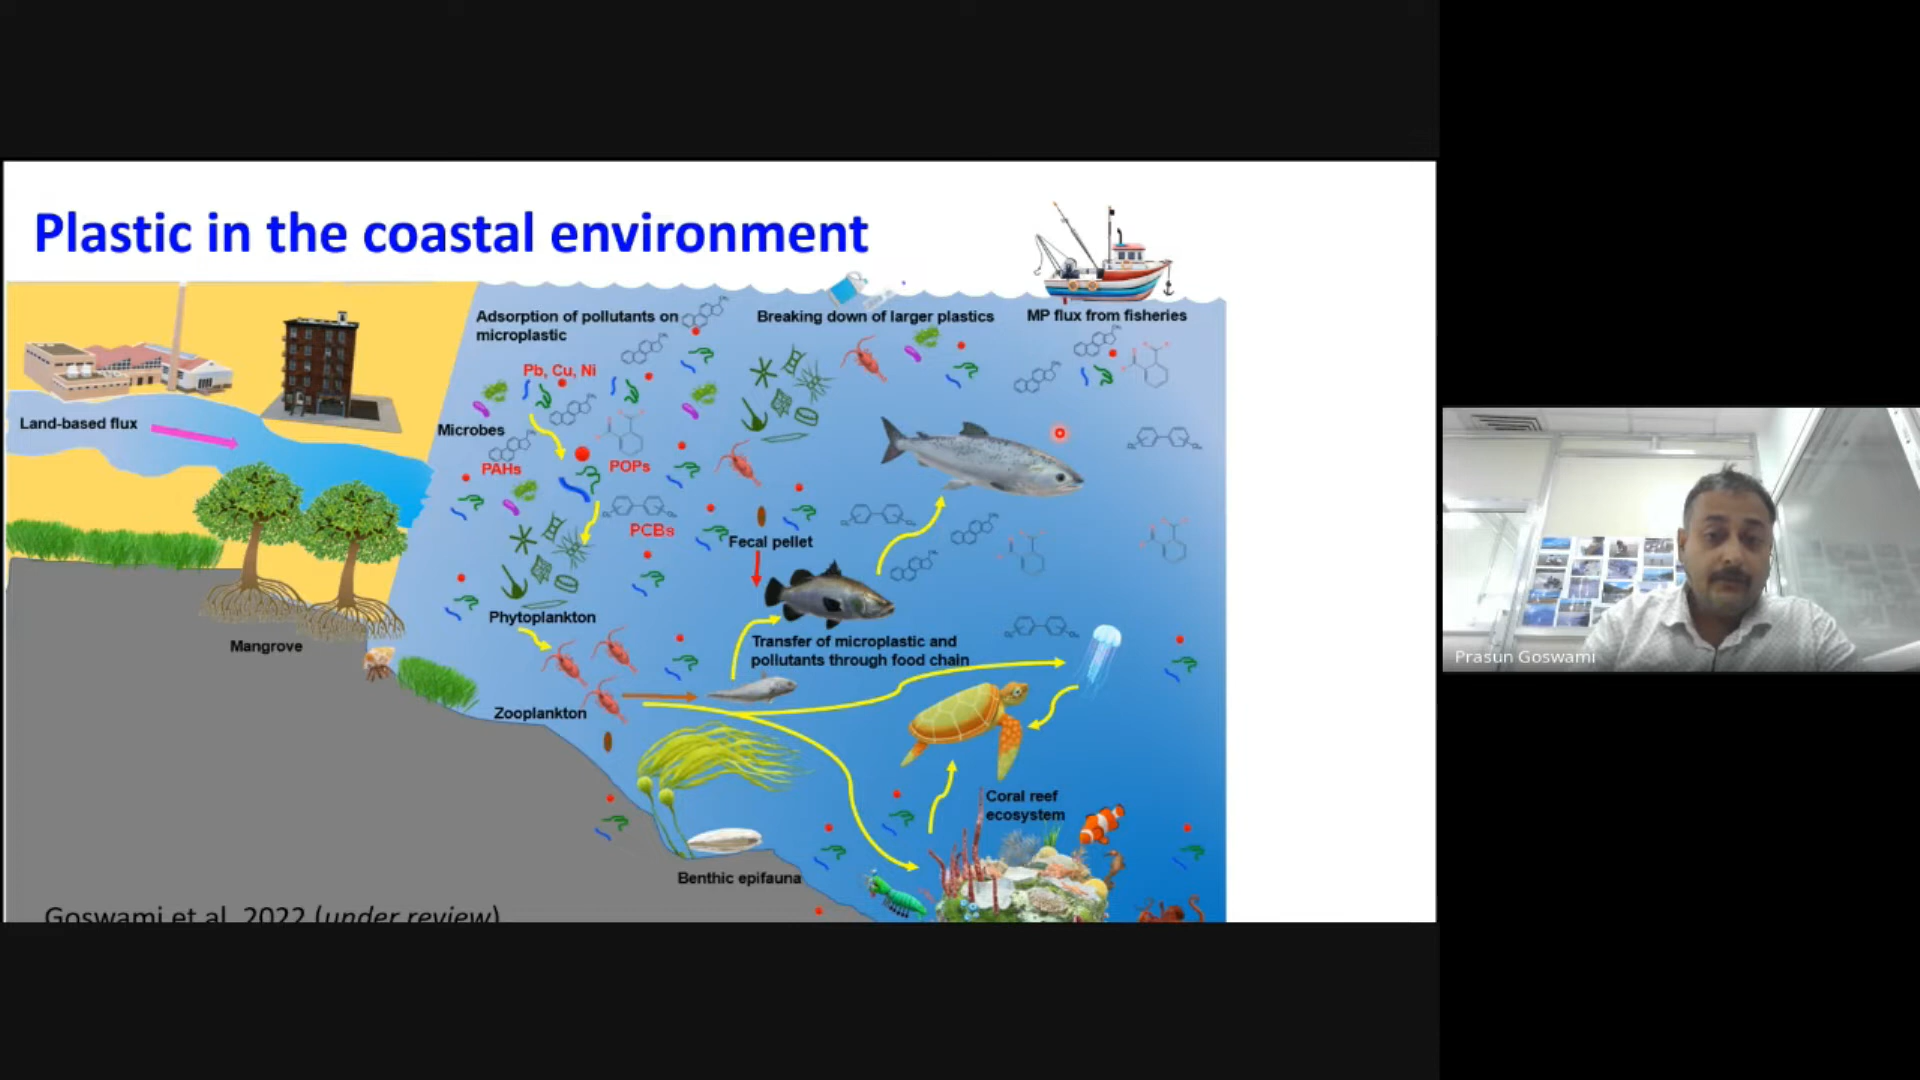 Plastic in the coastal environment
Adsorption of pollutants on
microplastic
Breaking down of larger plastics
MP flux from fisheries
Pb, Cu, Ni
Land-based flux
Microbes
PAHs
POPs
PCBs
Fecal pellet
Phytoplankton
Mangrove
Transfer of microplastic and
pollutants through food chain
Zooplankton
Coral reef
ecosystem
Benthic epifauna
Goswami et al. 2022 (under review)
Prasun Goswami